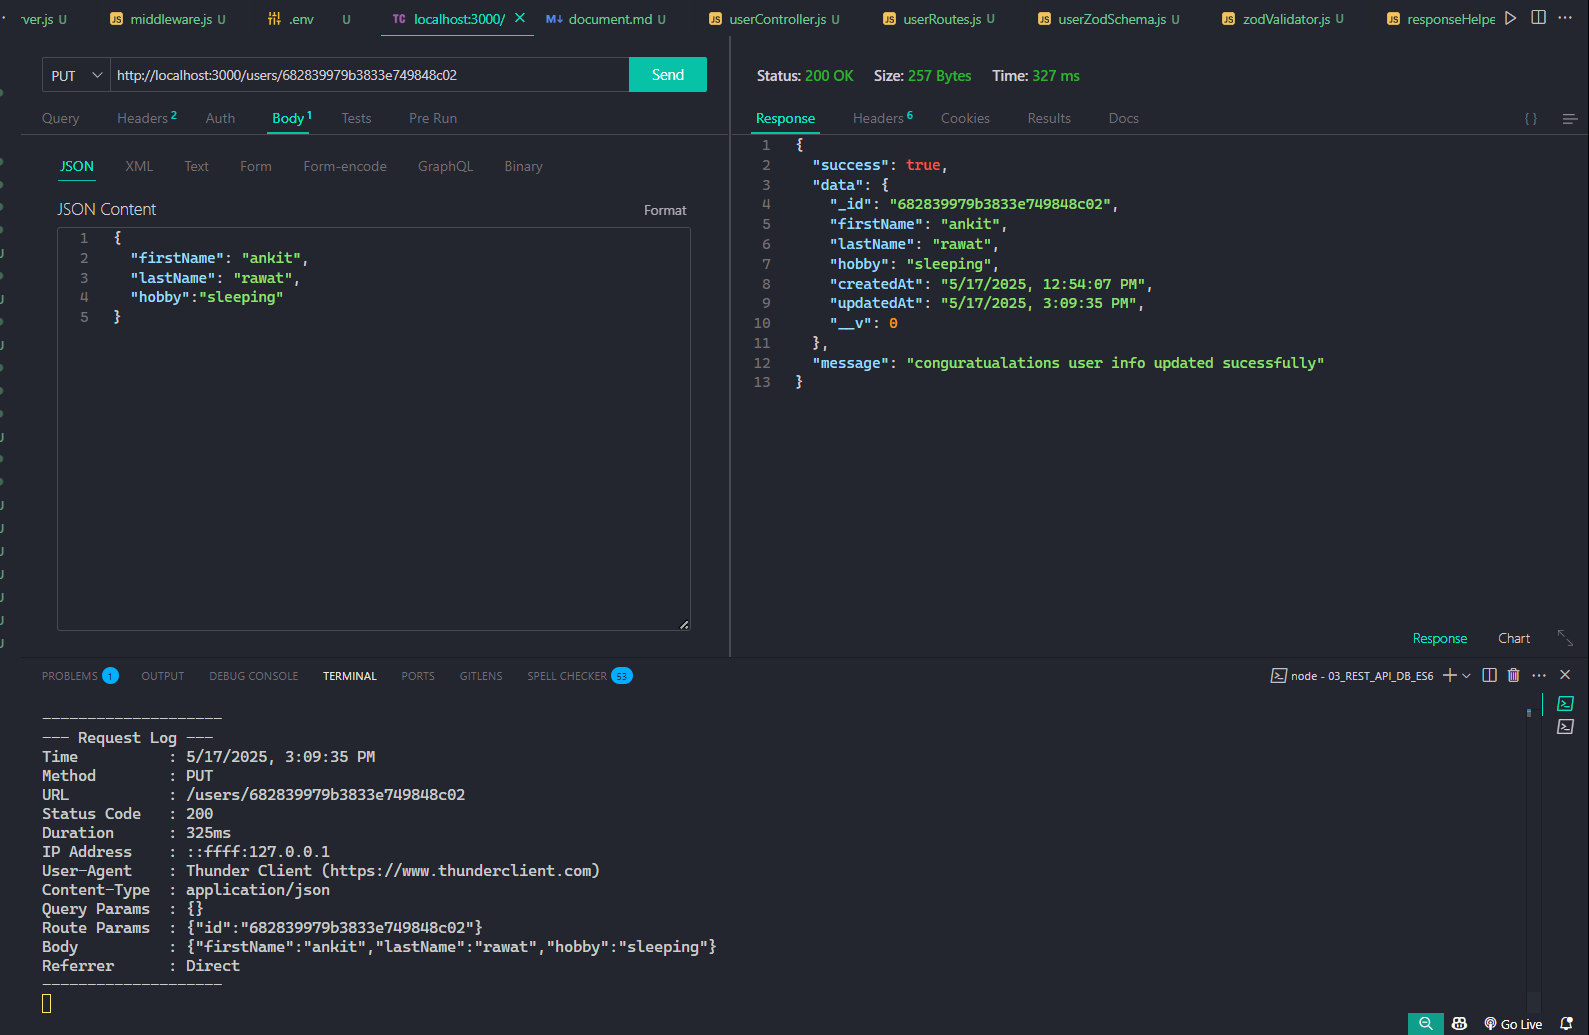 ver.js U
JS middleware.js U
.env U
TC localhost:3000/ ×
M↓ document.md U
JS userController.js U
JS userRoutes.js U
JS userZodSchema.js U
JS zodValidator.js U
JS responseHelpe
PUT http://localhost:3000/users/682839979b3833e749848c02 Send
Query Headers 2 Auth Body 1 Tests Pre Run
JSON XML Text Form Form-encode GraphQL Binary
JSON Content Format
1 {
2 "firstName": "ankit",
3 "lastName": "rawat",
4 "hobby":"sleeping"
5 }
Status: 200 OK Size: 257 Bytes Time: 327 ms
Response Headers 6 Cookies Results Docs { }
1 {
2 "success": true,
3 "data": {
4 "_id": "682839979b3833e749848c02",
5 "firstName": "ankit",
6 "lastName": "rawat",
7 "hobby": "sleeping",
8 "createdAt": "5/17/2025, 12:54:07 PM",
9 "updatedAt": "5/17/2025, 3:09:35 PM",
10 "__v": 0
11 },
12 "message": "conguratualations user info updated sucessfully"
13 }
Response Chart
PROBLEMS 1 OUTPUT DEBUG CONSOLE TERMINAL PORTS GITLENS SPELL CHECKER 53
node - 03_REST_API_DB_ES6
--------------------
--- Request Log ---
Time : 5/17/2025, 3:09:35 PM
Method : PUT
URL : /users/682839979b3833e749848c02
Status Code : 200
Duration : 325ms
IP Address : ::ffff:127.0.0.1
User-Agent : Thunder Client (https://www.thunderclient.com)
Content-Type : application/json
Query Params : {}
Route Params : {"id":"682839979b3833e749848c02"}
Body : {"firstName":"ankit","lastName":"rawat","hobby":"sleeping"}
Referrer : Direct
--------------------
Go Live